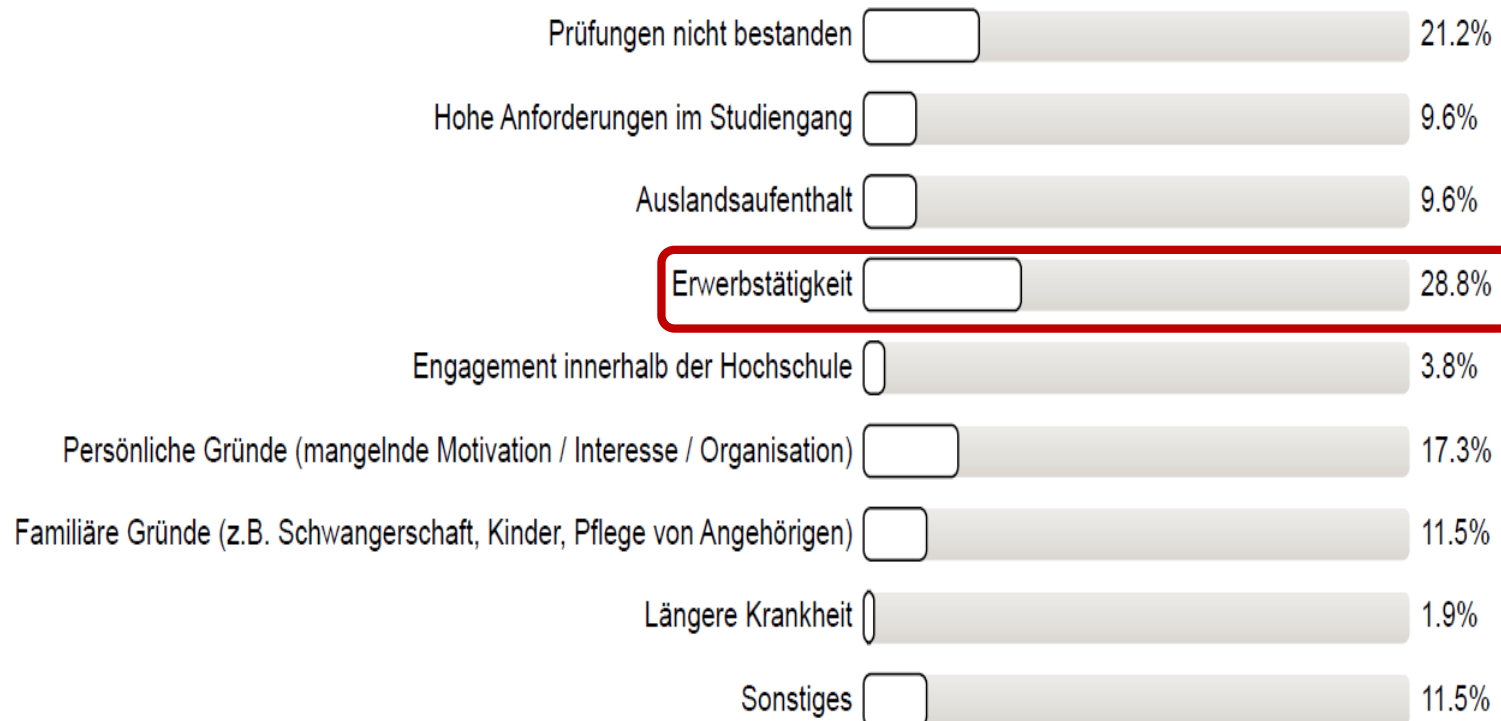 Prüfungen nicht bestanden 21.2%
Hohe Anforderungen im Studiengang 9.6%
Auslandsaufenthalt 9.6%
Erwerbstätigkeit 28.8%
Engagement innerhalb der Hochschule 3.8%
Persönliche Gründe (mangelnde Motivation / Interesse / Organisation) 17.3%
Familiäre Gründe (z.B. Schwangerschaft, Kinder, Pflege von Angehörigen) 11.5%
Längere Krankheit 1.9%
Sonstiges 11.5%